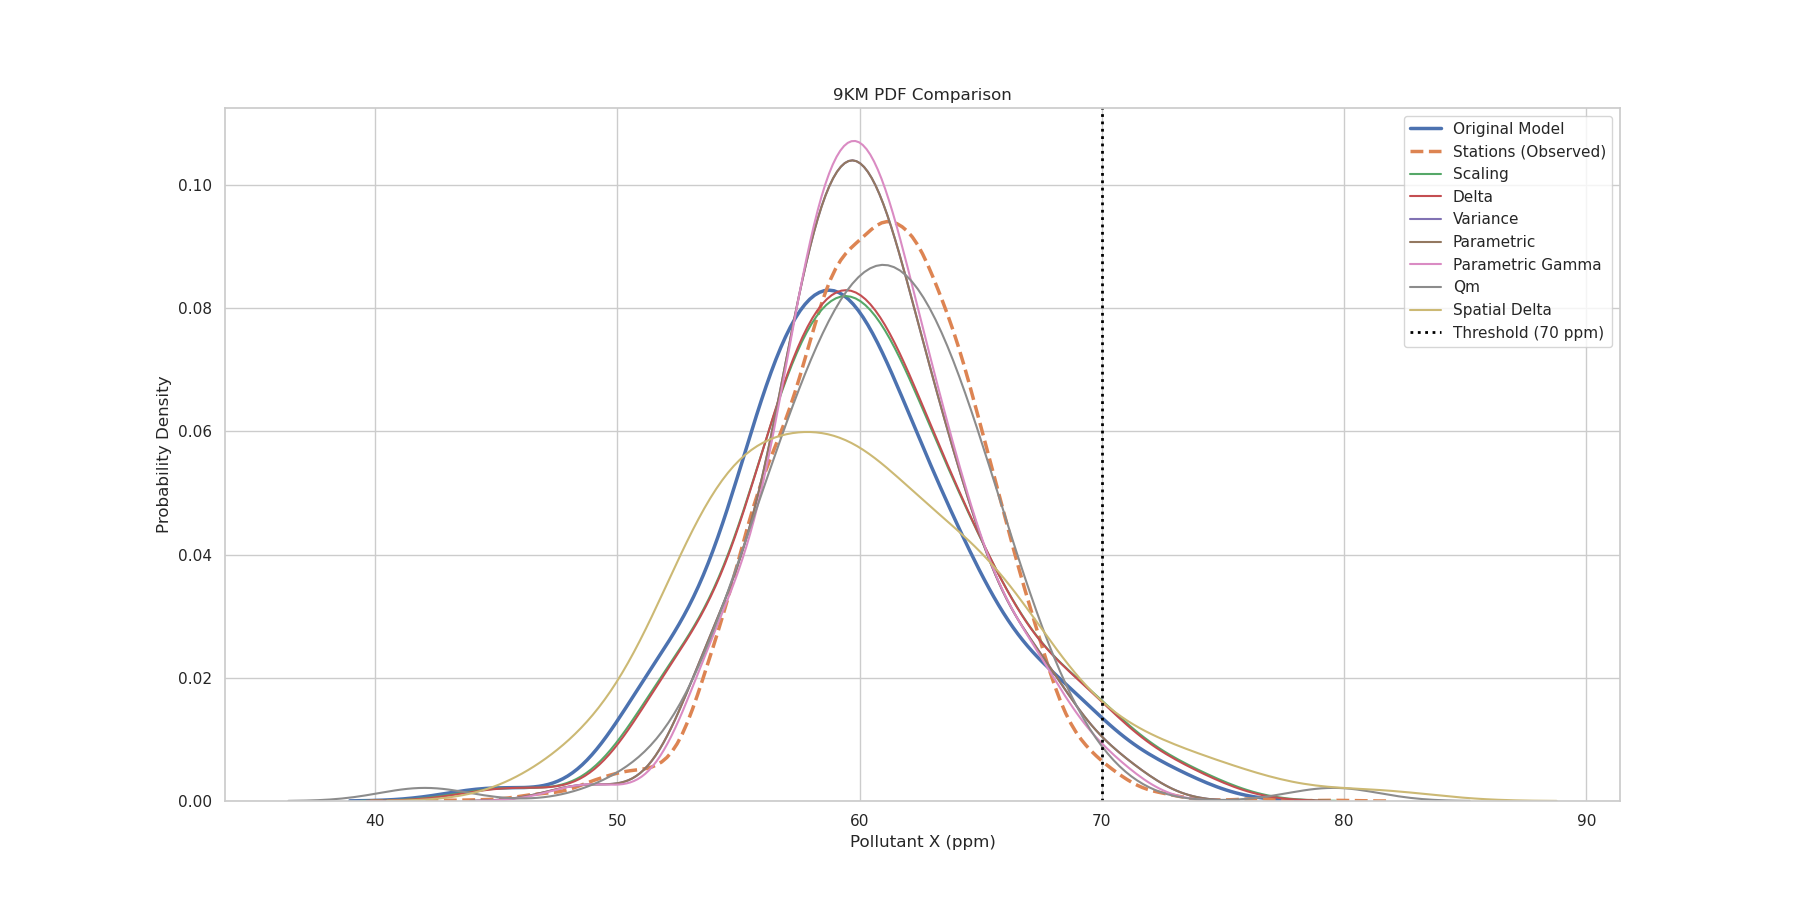 9KM PDF Comparison
Original Model
Stations (Observed)
Scaling
Delta
Variance
Parametric
Parametric Gamma
Qm
Spatial Delta
Threshold (70 ppm)
Probability Density
0.10
0.08
0.06
0.04
0.02
0.00
40 50 60 70 80 90
Pollutant X (ppm)